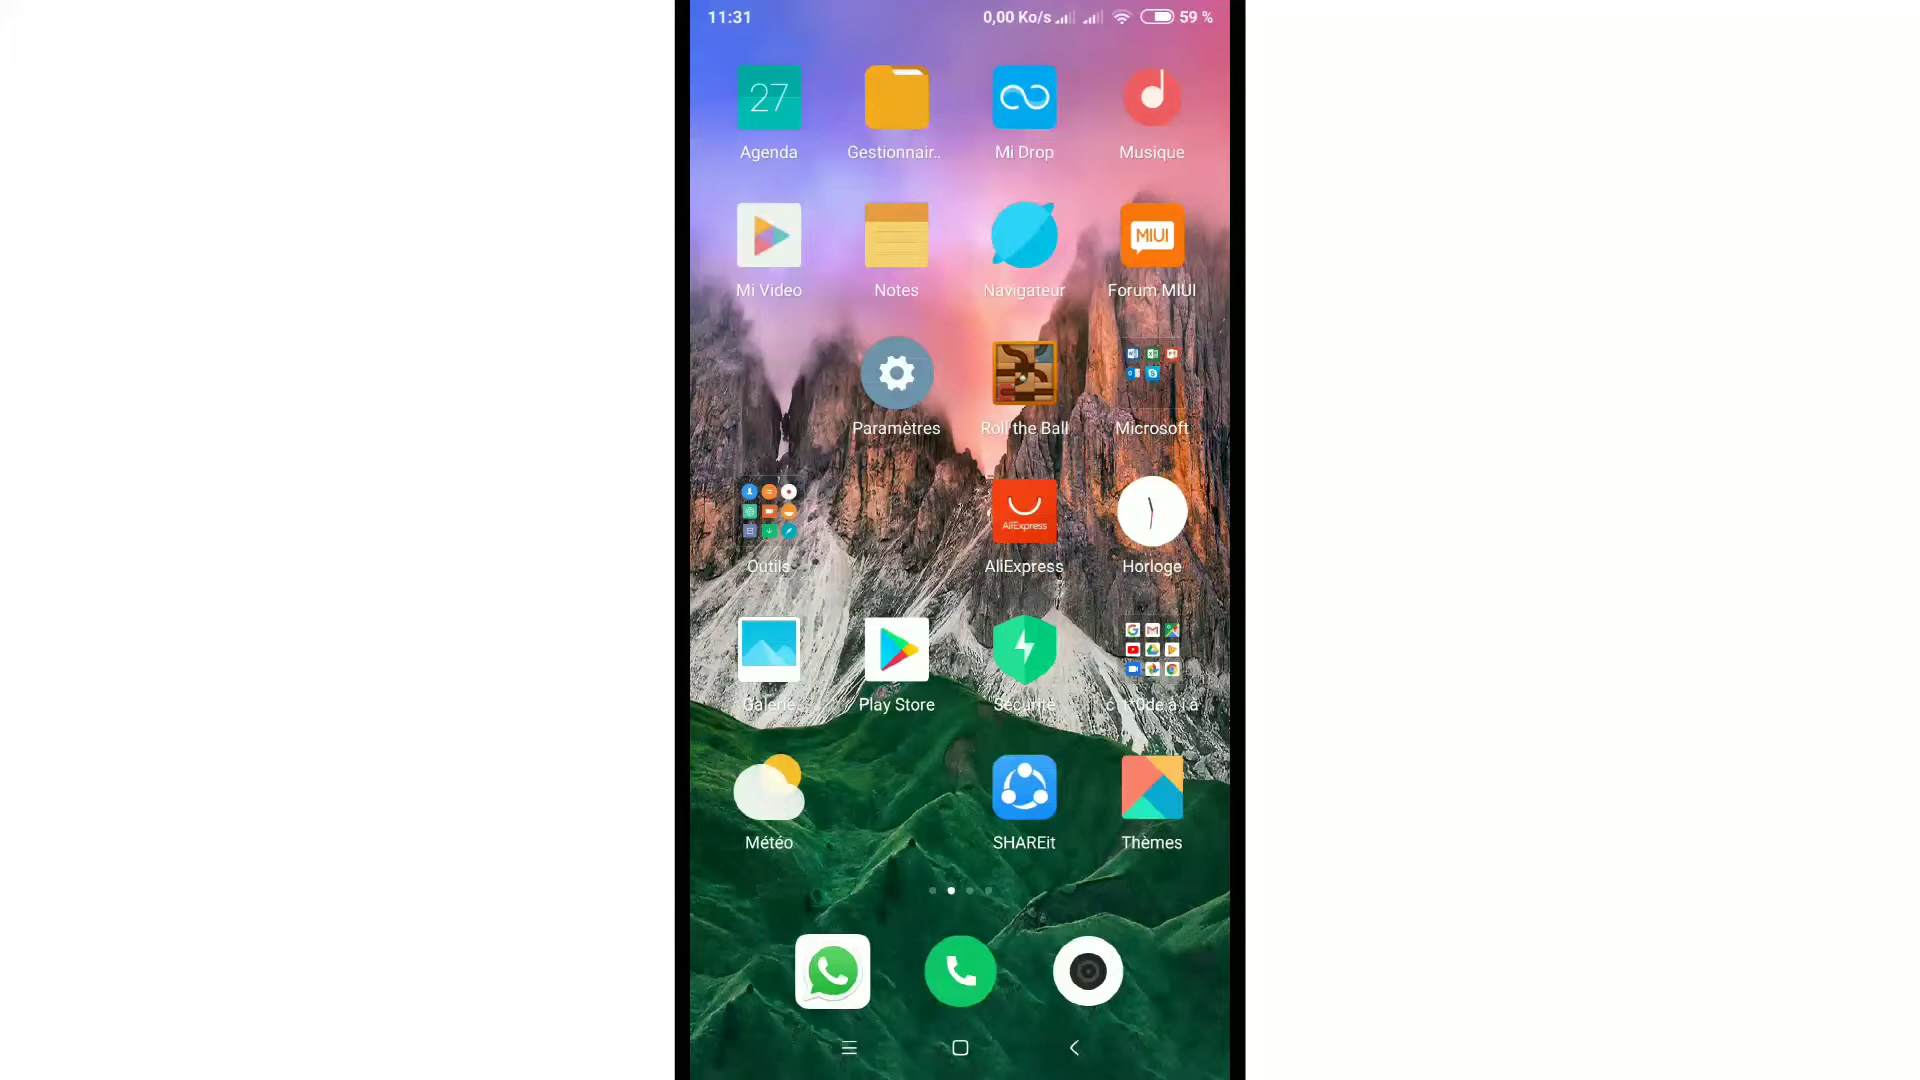 11:31 0,00 Ko/s 59 %
27
Agenda Gestionnair.. Mi Drop Musique
MIUI
Mi Video Notes Navigateur Forum MIUI
Paramètres Roll the Ball Microsoft
AliExpress
Outils AliExpress Horloge
Galerie Play Store Sécurité
Météo SHAREit Thèmes